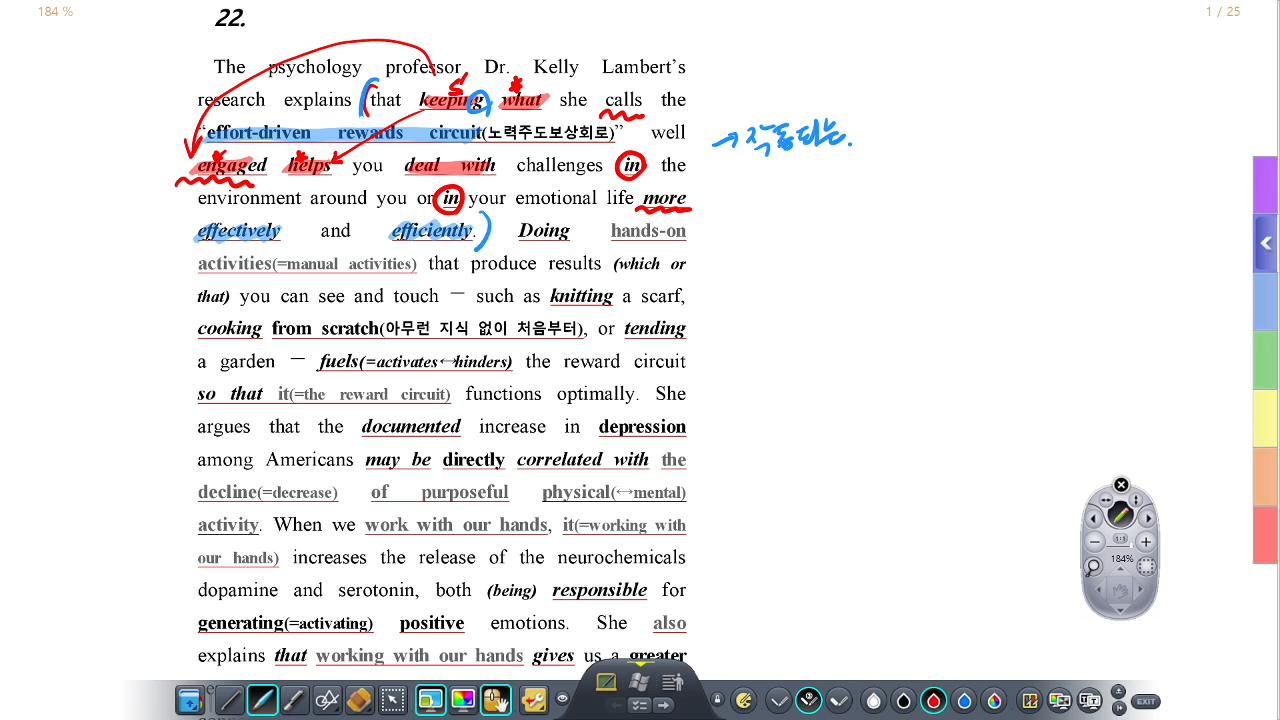 184 %
1 / 25
22.
The psychology professor Dr. Kelly Lambert's
S'
research explains that keeping what she calls the
"effort-driven rewards circuit(노력주도보상회로)" well
→ 작동되는.
engaged helps you deal with challenges in the
environment around you or in your emotional life more
effectively and efficiently. Doing hands-on
activities(=manual activities) that produce results (which or
that) you can see and touch — such as knitting a scarf,
cooking from scratch(아무런 지식 없이 처음부터), or tending
a garden — fuels(=activates↔hinders) the reward circuit
so that it(=the reward circuit) functions optimally. She
argues that the documented increase in depression
among Americans may be directly correlated with the
decline(=decrease) of purposeful physical(↔mental)
activity. When we work with our hands, it(=working with
our hands) increases the release of the neurochemicals
dopamine and serotonin, both (being) responsible for
generating(=activating) positive emotions. She also
explains that working with our hands gives us a greater
1:1
184%
EXIT